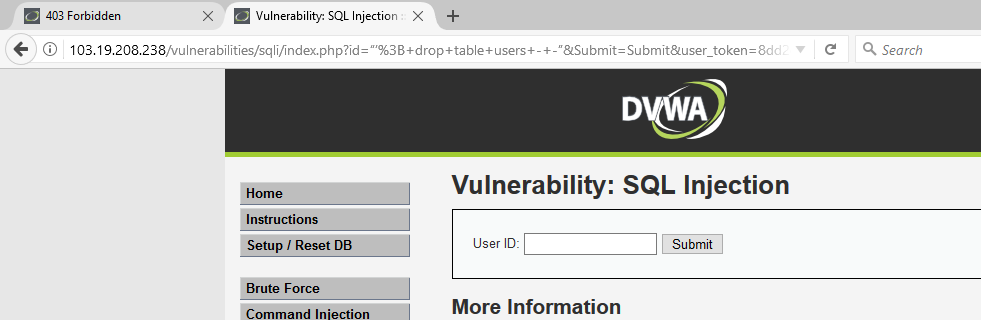 403 Forbidden
Vulnerability: SQL Injection :
103.19.208.238/vulnerabilities/sqli/index.php?id=“’%3B+drop+table+users+-+-”&Submit=Submit&user_token=8dd2
Search
DVWA
Home
Instructions
Setup / Reset DB
Brute Force
Command Injection
Vulnerability: SQL Injection
User ID:
Submit
More Information